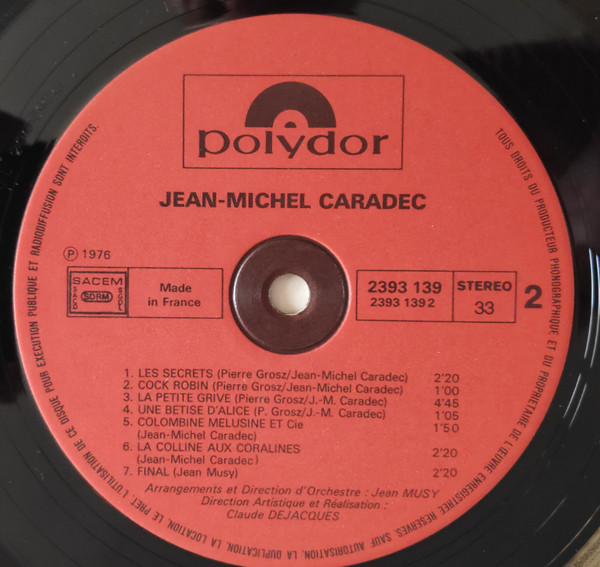 polydor
JEAN-MICHEL CARADEC
Ⓟ 1976
SACEM
SACD
SDRM
SGDL
Made
in France
2393 139
2393 139 2
STEREO
33
2
1. LES SECRETS (Pierre Grosz/Jean-Michel Caradec) 2'20
2. COCK ROBIN (Pierre Grosz/Jean-Michel Caradec) 1'00
3. LA PETITE GRIVE (Pierre Grosz/J.-M. Caradec) 4'45
4. UNE BETISE D'ALICE (P. Grosz/J.-M. Caradec) 1'05
5. COLOMBINE MELUSINE ET Cie 1'50
(Jean-Michel Caradec)
6. LA COLLINE AUX CORALINES 2'20
(Jean-Michel Caradec)
7. FINAL (Jean Musy) 2'20
Arrangements et Direction d'Orchestre : Jean MUSY
Direction Artistique et Réalisation :
Claude DEJACQUES
TOUS DROITS DU PRODUCTEUR PHONOGRAPHIQUE ET DU PROPRIETAIRE DE L'ŒUVRE ENREGISTREE RESERVES. SAUF AUTORISATION, LA DUPLICATION, LA LOCATION, LE PRET, L'UTILISATION DE CE DISQUE POUR EXECUTION PUBLIQUE ET RADIODIFFUSION SONT INTERDITS.